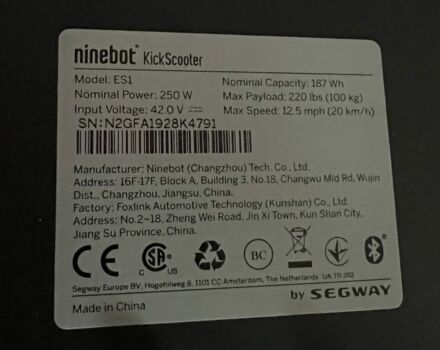 ninebot KickScooter
Model: ES1
Nominal Power: 250 W
Input Voltage: 42.0 V
Nominal Capacity: 187 Wh
Max Payload: 220 lbs (100 kg)
Max Speed: 12.5 mph (20 km/h)
SN:N2GFA1928K4791
Manufacturer: Ninebot (Changzhou) Tech. Co., Ltd.
Address: 16F-17F, Block A, Building 3, No.18, Changwu Mid Rd, Wujin
Dist., Changzhou, Jiangsu, China.
Factory: Foxlink Automotive Technology (Kunshan) Co., Ltd.
Address: No.2~18, Zheng Wei Road, Jin Xi Town, Kun Shan City,
Jiang Su Province, China.
CE
C SA US
BC
Segway Europe BV, Hogehilweg 8, 1101 CC Amsterdam, The Netherlands
by SEGWAY
Made in China